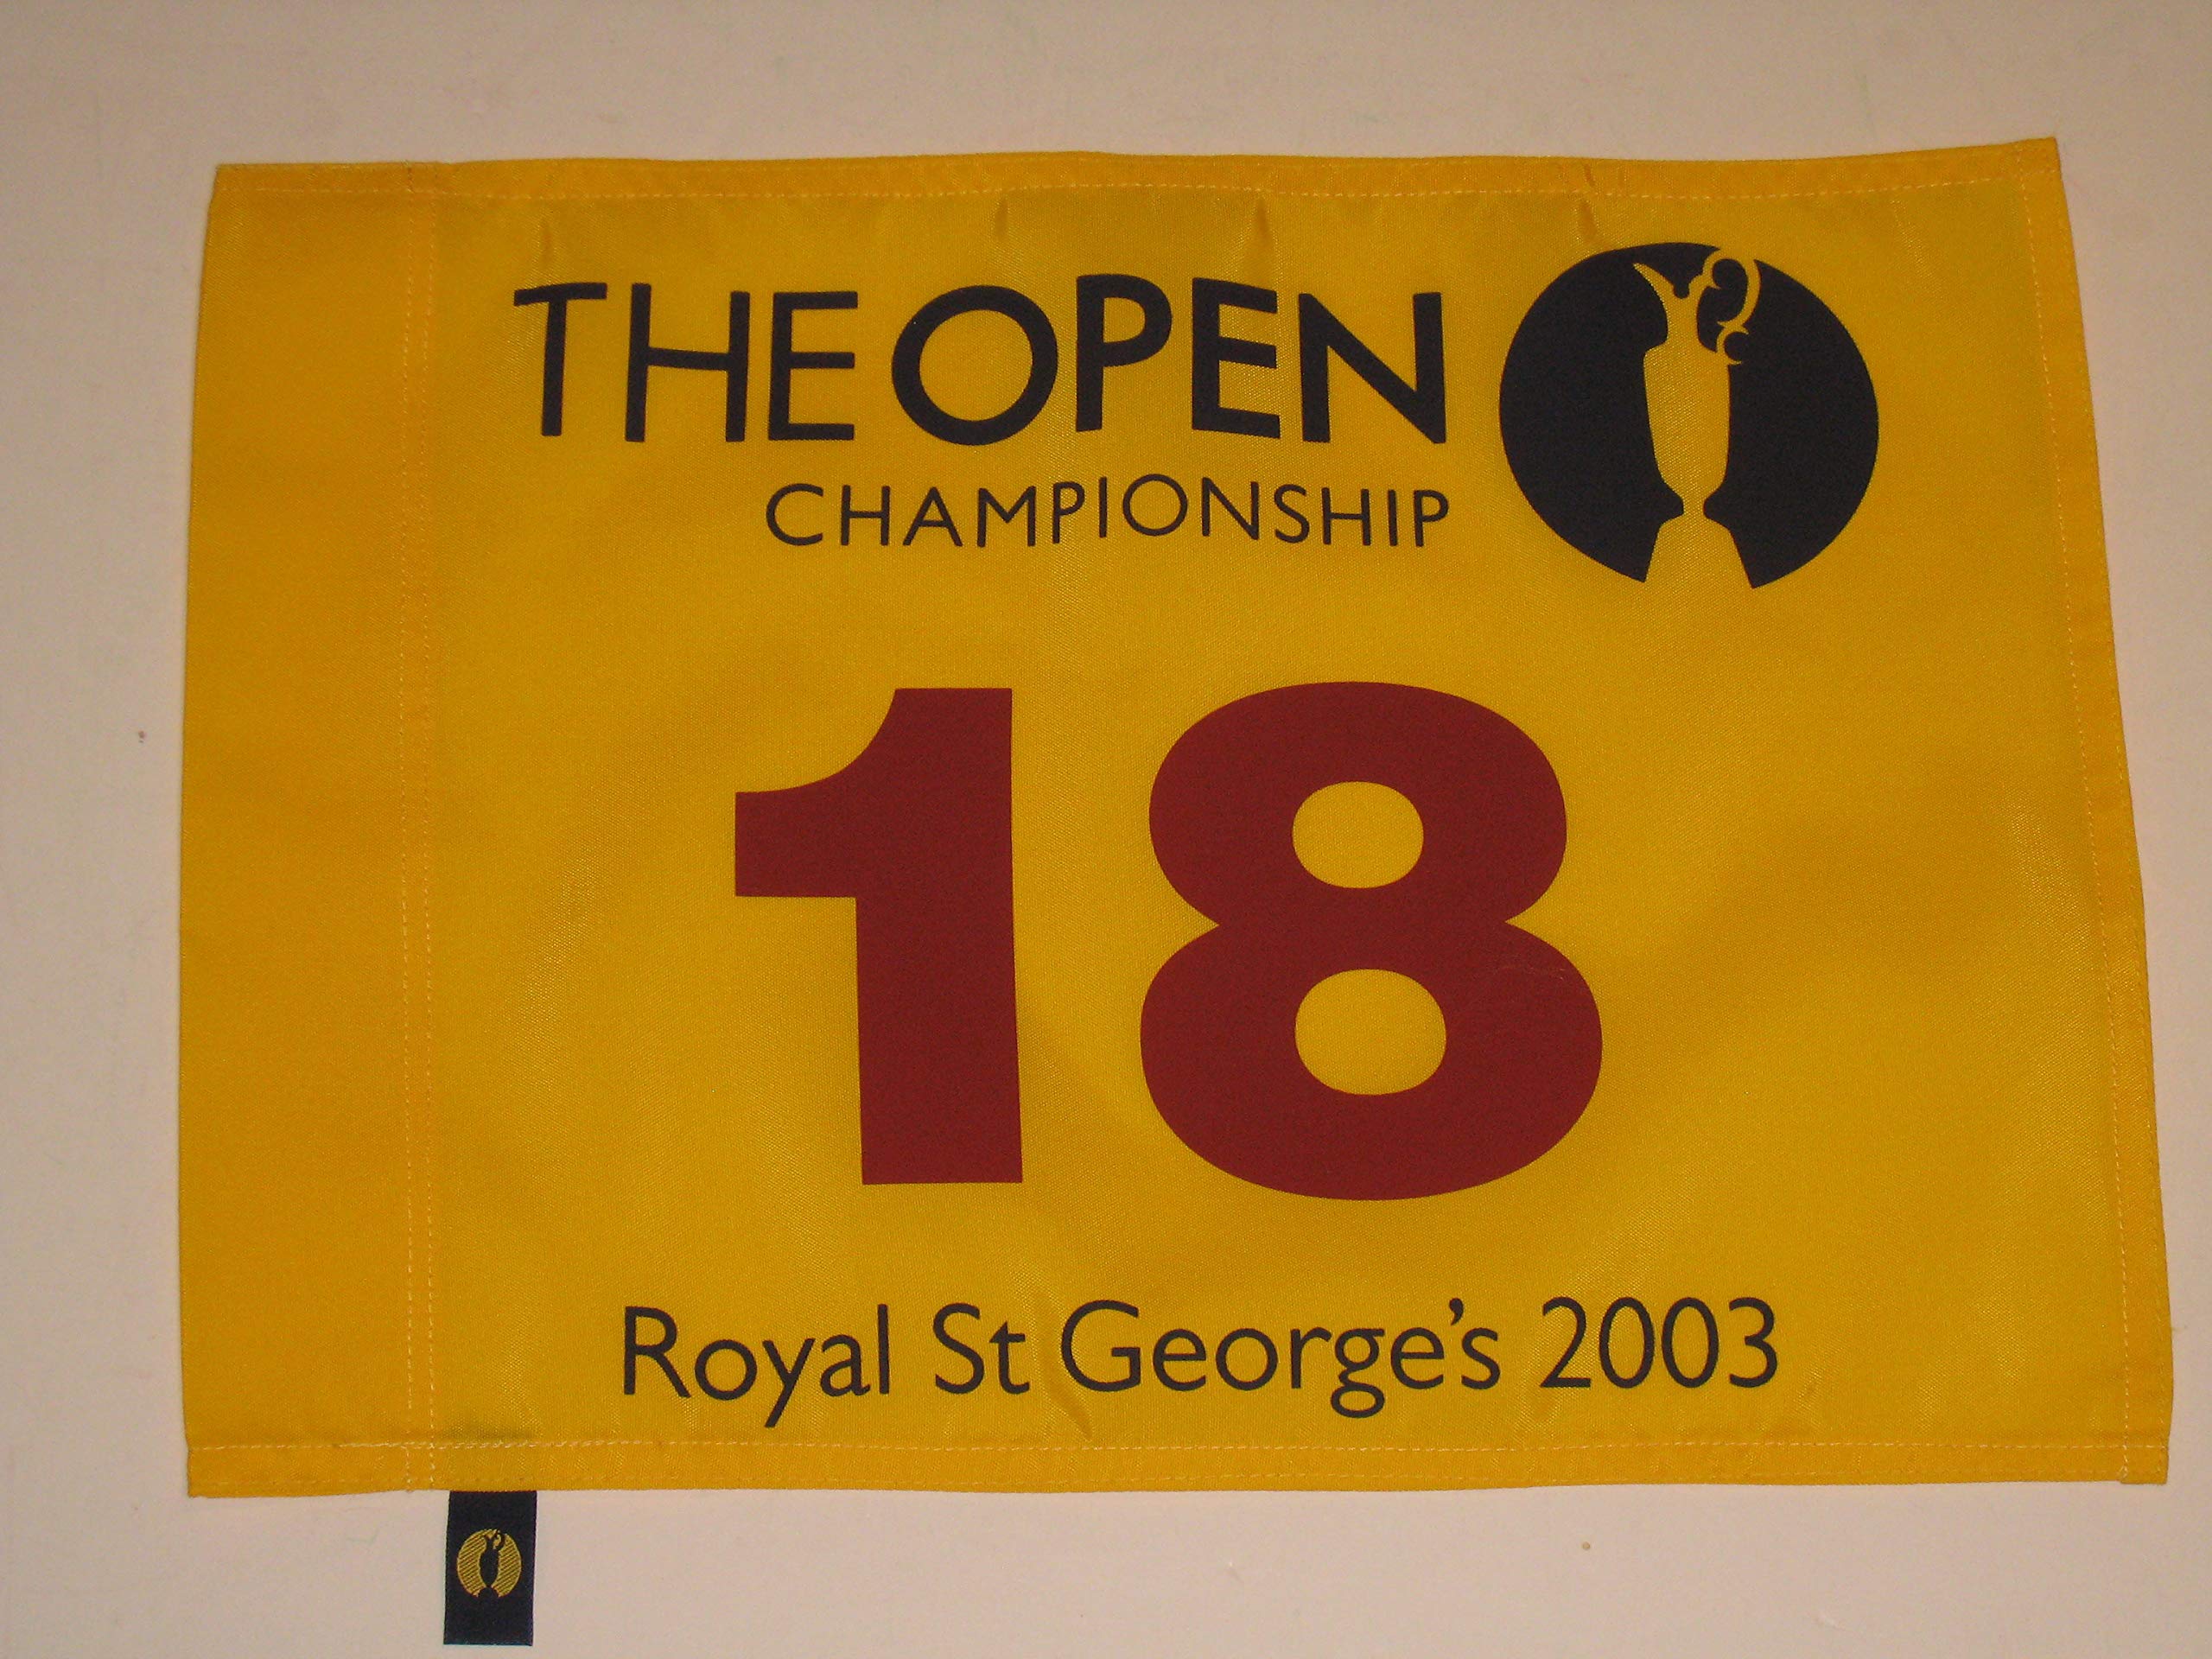 THE OPEN
CHAMPIONSHIP
18
Royal St George's 2003